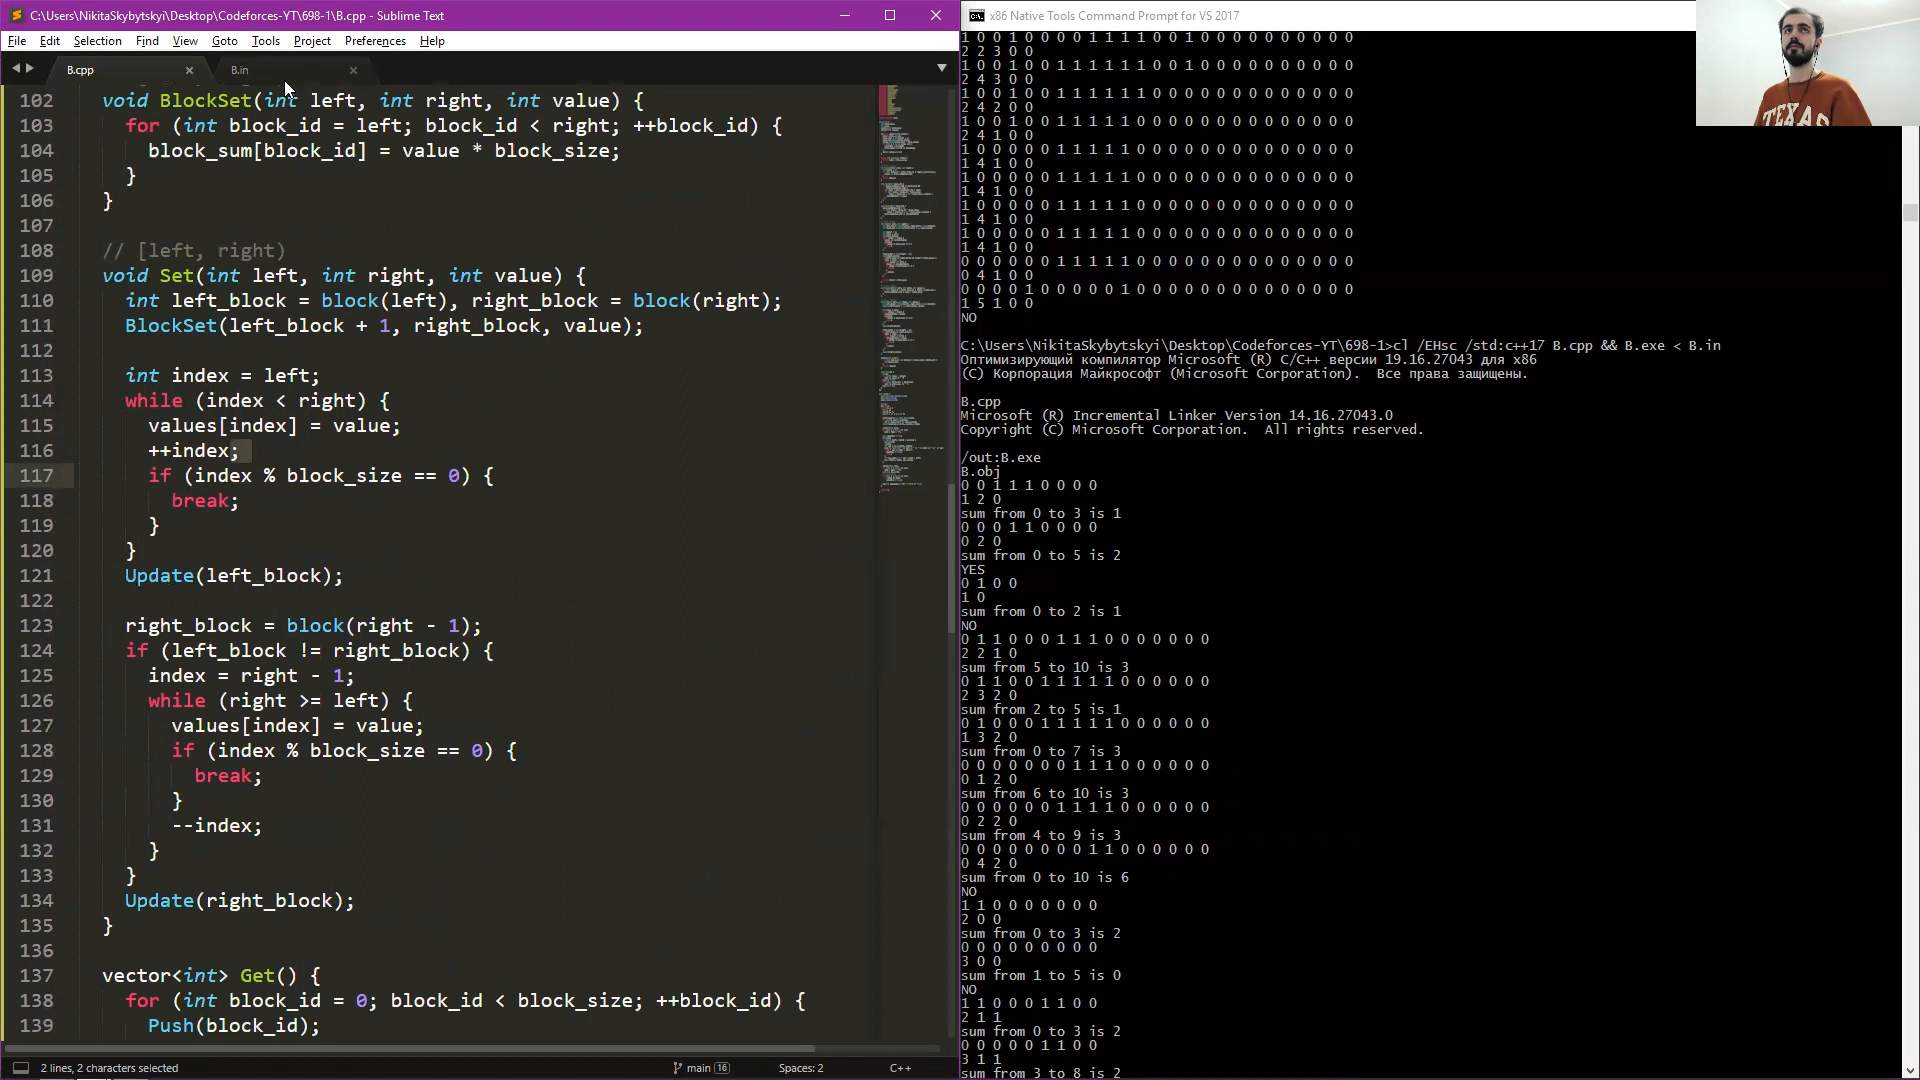 C:\Users\NikitaSkybytskyi\Desktop\Codeforces-YT\698-1\B.cpp - Sublime Text
File Edit Selection Find View Goto Tools Project Preferences Help
B.cpp
B.in
102 void BlockSet(int left, int right, int value) {
103 for (int block_id = left; block_id < right; ++block_id) {
104 block_sum[block_id] = value * block_size;
105 }
106 }
107
108 // [left, right)
109 void Set(int left, int right, int value) {
110 int left_block = block(left), right_block = block(right);
111 BlockSet(left_block + 1, right_block, value);
112
113 int index = left;
114 while (index < right) {
115 values[index] = value;
116 ++index;
117 if (index % block_size == 0) {
118 break;
119 }
120 }
121 Update(left_block);
122
123 right_block = block(right - 1);
124 if (left_block != right_block) {
125 index = right - 1;
126 while (right >= left) {
127 values[index] = value;
128 if (index % block_size == 0) {
129 break;
130 }
131 --index;
132 }
133 }
134 Update(right_block);
135 }
136
137 vector<int> Get() {
138 for (int block_id = 0; block_id < block_size; ++block_id) {
139 Push(block_id);
2 lines, 2 characters selected
main 16
Spaces: 2
C++
x86 Native Tools Command Prompt for VS 2017
1 0 0 1 0 0 0 0 1 1 1 1 0 0 1 0 0 0 0 0 0 0 0 0 0
2 2 3 0 0
1 0 0 1 0 0 1 1 1 1 1 1 0 0 1 0 0 0 0 0 0 0 0 0 0
2 4 3 0 0
1 0 0 1 0 0 1 1 1 1 1 0 0 0 0 0 0 0 0 0 0 0 0 0 0
2 4 2 0 0
1 0 0 1 0 0 1 1 1 1 1 0 0 0 0 0 0 0 0 0 0 0 0 0 0
2 4 1 0 0
1 0 0 0 0 0 1 1 1 1 1 0 0 0 0 0 0 0 0 0 0 0 0 0 0
1 4 1 0 0
1 0 0 0 0 0 1 1 1 1 1 0 0 0 0 0 0 0 0 0 0 0 0 0 0
1 4 1 0 0
1 0 0 0 0 0 1 1 1 1 1 0 0 0 0 0 0 0 0 0 0 0 0 0 0
1 4 1 0 0
1 0 0 0 0 0 1 1 1 1 1 0 0 0 0 0 0 0 0 0 0 0 0 0 0
1 4 1 0 0
0 0 0 0 0 0 1 1 1 1 1 0 0 0 0 0 0 0 0 0 0 0 0 0 0
0 4 1 0 0
0 0 0 0 1 0 0 0 0 0 1 0 0 0 0 0 0 0 0 0 0 0 0 0 0
1 5 1 0 0
NO
C:\Users\NikitaSkybytskyi\Desktop\Codeforces-YT\698-1>cl /EHsc /std:c++17 B.cpp && B.exe < B.in
Оптимизирующий компилятор Microsoft (R) C/C++ версии 19.16.27043 для x86
(C) Корпорация Майкрософт (Microsoft Corporation). Все права защищены.
B.cpp
Microsoft (R) Incremental Linker Version 14.16.27043.0
Copyright (C) Microsoft Corporation. All rights reserved.
/out:B.exe
B.obj
0 0 1 1 1 0 0 0 0
1 2 0
sum from 0 to 3 is 1
0 0 0 1 1 0 0 0 0
0 2 0
sum from 0 to 5 is 2
YES
0 1 0 0
1 0
sum from 0 to 2 is 1
NO
0 1 1 0 0 0 1 1 1 0 0 0 0 0 0 0
2 2 1 0
sum from 5 to 10 is 3
0 1 1 0 0 1 1 1 1 1 0 0 0 0 0 0
2 3 2 0
sum from 2 to 5 is 1
0 1 0 0 0 1 1 1 1 1 0 0 0 0 0 0
1 3 2 0
sum from 0 to 7 is 3
0 0 0 0 0 0 0 1 1 1 0 0 0 0 0 0
0 1 2 0
sum from 6 to 10 is 3
0 0 0 0 0 0 1 1 1 1 0 0 0 0 0 0
0 2 2 0
sum from 4 to 9 is 3
0 0 0 0 0 0 0 0 1 1 0 0 0 0 0 0
0 4 2 0
sum from 0 to 10 is 6
NO
1 1 0 0 0 0 0 0 0
2 0 0
sum from 0 to 3 is 2
0 0 0 0 0 0 0 0 0
3 0 0
sum from 1 to 5 is 0
NO
1 1 0 0 0 1 1 0 0
2 1 1
sum from 0 to 3 is 2
0 0 0 0 0 1 1 0 0
3 1 1
sum from 3 to 8 is 2
TEXAS